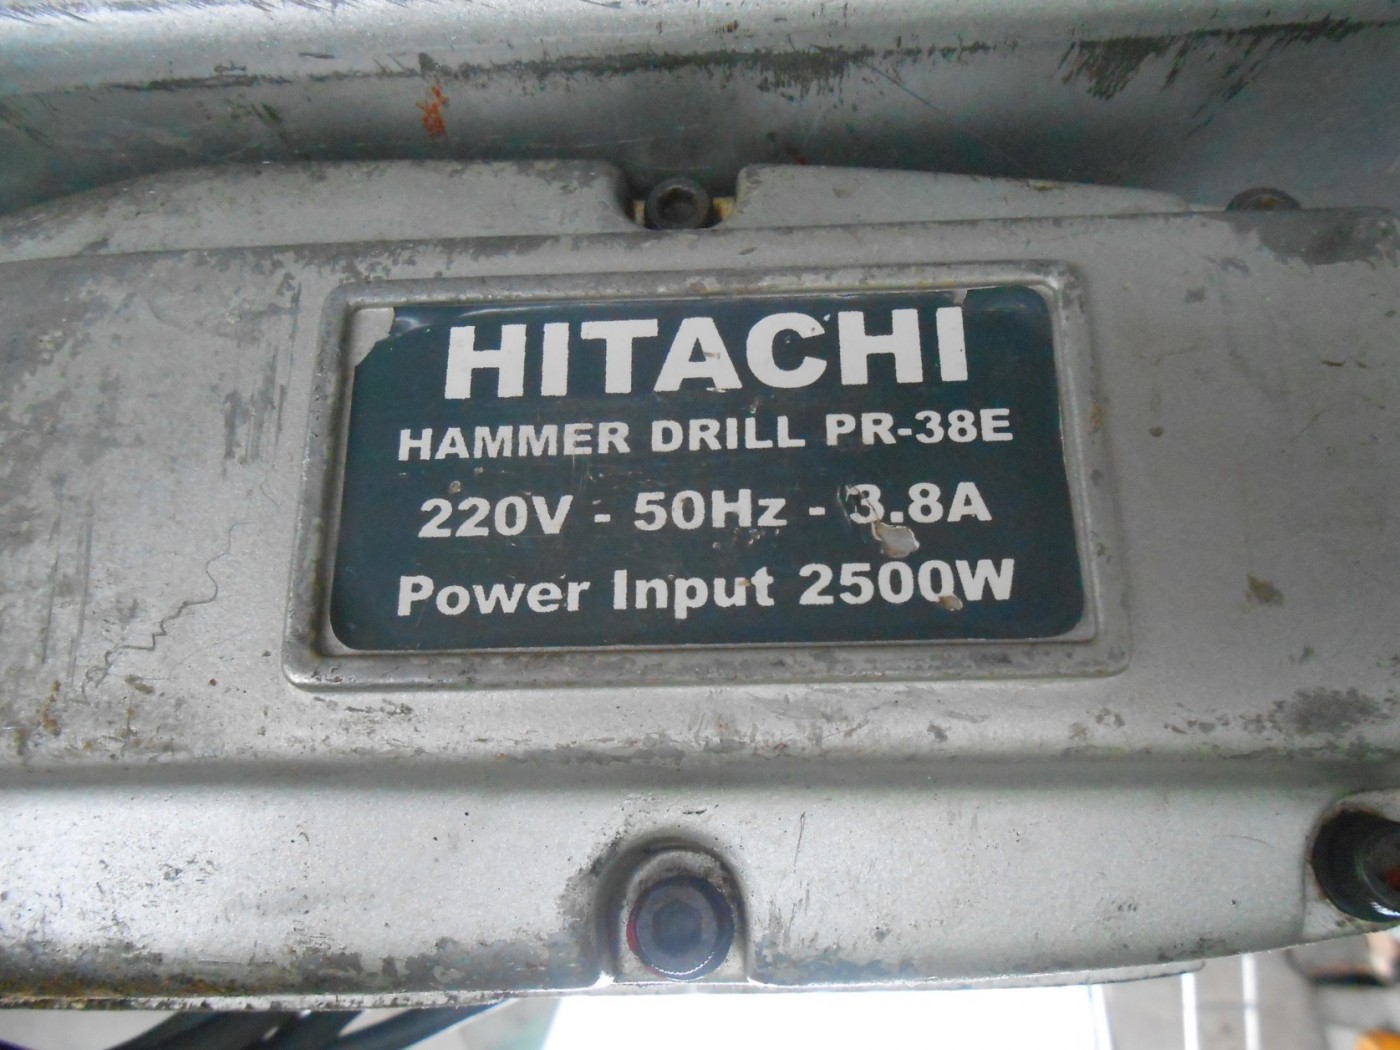 HITACHI
HAMMER DRILL PR-38E
220V - 50Hz - 3.8A
Power Input 2500W